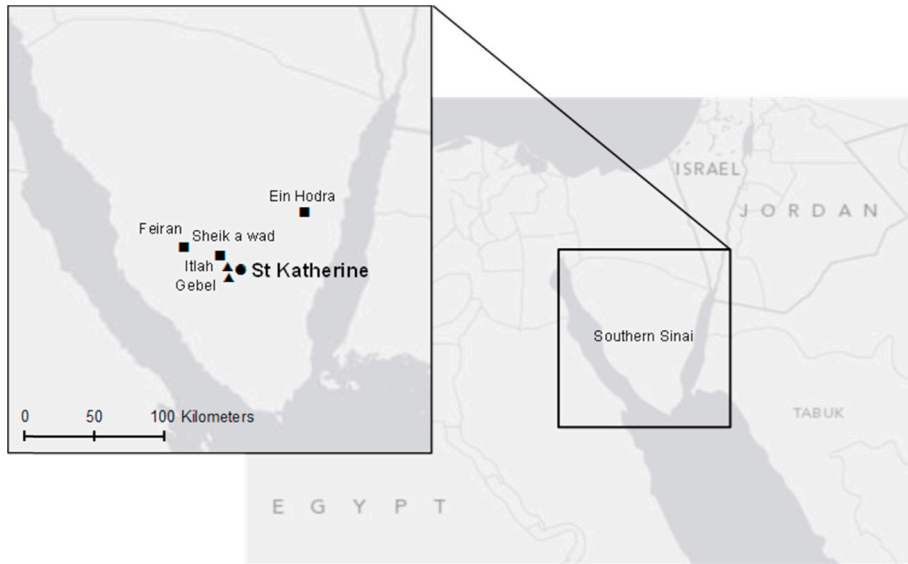 Ein Hodra
Feiran
Sheik a wad
Itlah
St Katherine
Gebel
0 50 100 Kilometers
ISRAEL
JORDAN
Southern Sinai
TABUK
EGYPT